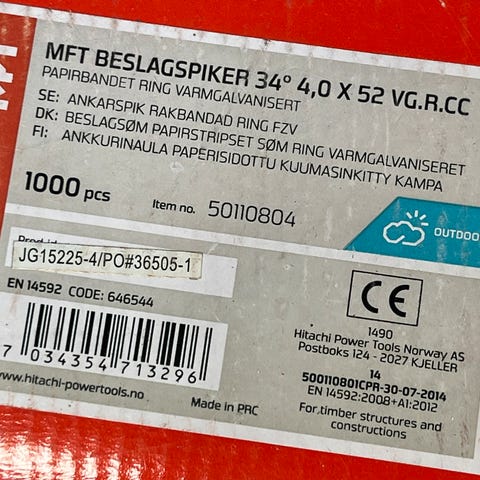 MFT
MFT BESLAGSPIKER 34° 4,0 X 52 VG.R.CC
PAPIRBANDET RING VARMGALVANISERT
SE: ANKARSPIK RAKBANDAD RING FZV
DK: BESLAGSØM PAPIRSTRIPSET SØM RING VARMGALVANISERET
FI: ANKKURINAULA PAPERISIDOTTU KUUMASINKITTY KAMPA
1000 pcs
Item no. 50110804
OUTDOO
JG15225-4/PO#36505-1
EN 14592 CODE: 646544
7 034354 713296
www.hitachi-powertools.no
Made in PRC
CE
1490
Hitachi Power Tools Norway AS
Postboks 124 - 2027 KJELLER
14
500110801CPR-30-07-2014
EN 14592:2008+A1:2012
For timber structures and
constructions